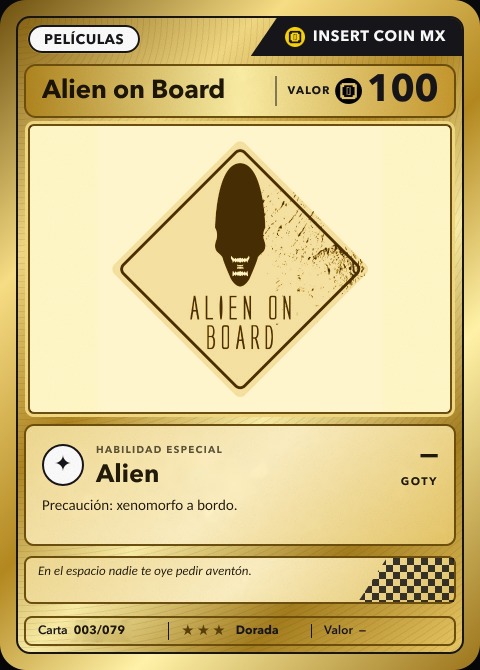 PELÍCULAS
INSERT COIN MX
Alien on Board
VALOR 100
ALIEN ON
BOARD
HABILIDAD ESPECIAL
Alien
–
GOTY
Precaución: xenomorfo a bordo.
En el espacio nadie te oye pedir aventón.
Carta 003/079 ★★★ Dorada Valor –